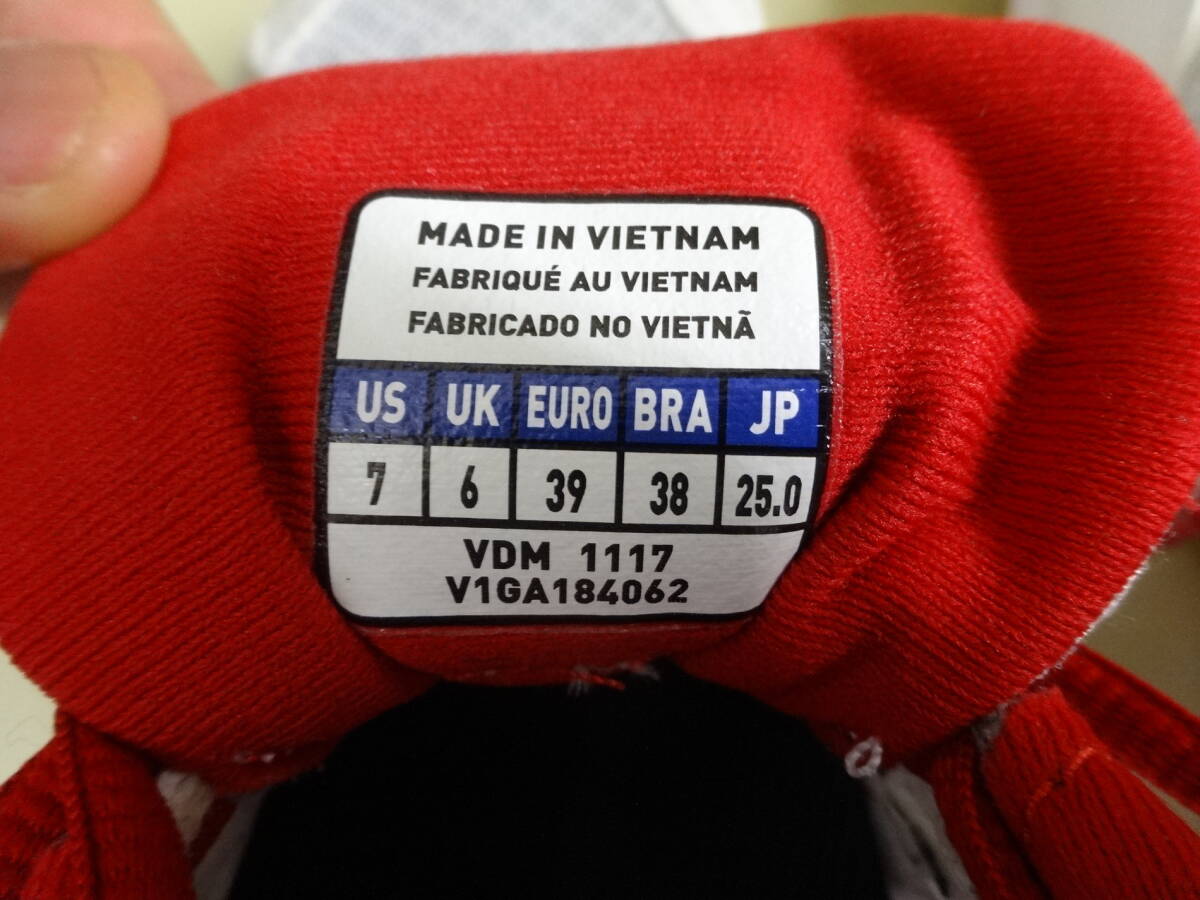 MADE IN VIETNAM
FABRIQUÉ AU VIETNAM
FABRICADO NO VIETNÃ
US UK EURO BRA JP
7 6 39 38 25.0
VDM 1117
V1GA184062